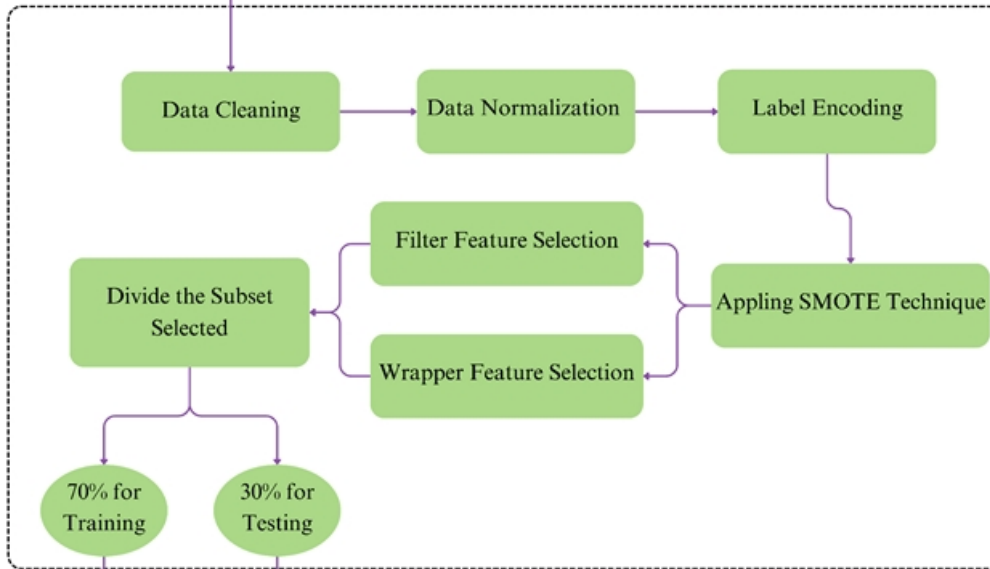 Data Cleaning
Data Normalization
Label Encoding
Appling SMOTE Technique
Filter Feature Selection
Wrapper Feature Selection
Divide the Subset
Selected
70% for
Training
30% for
Testing